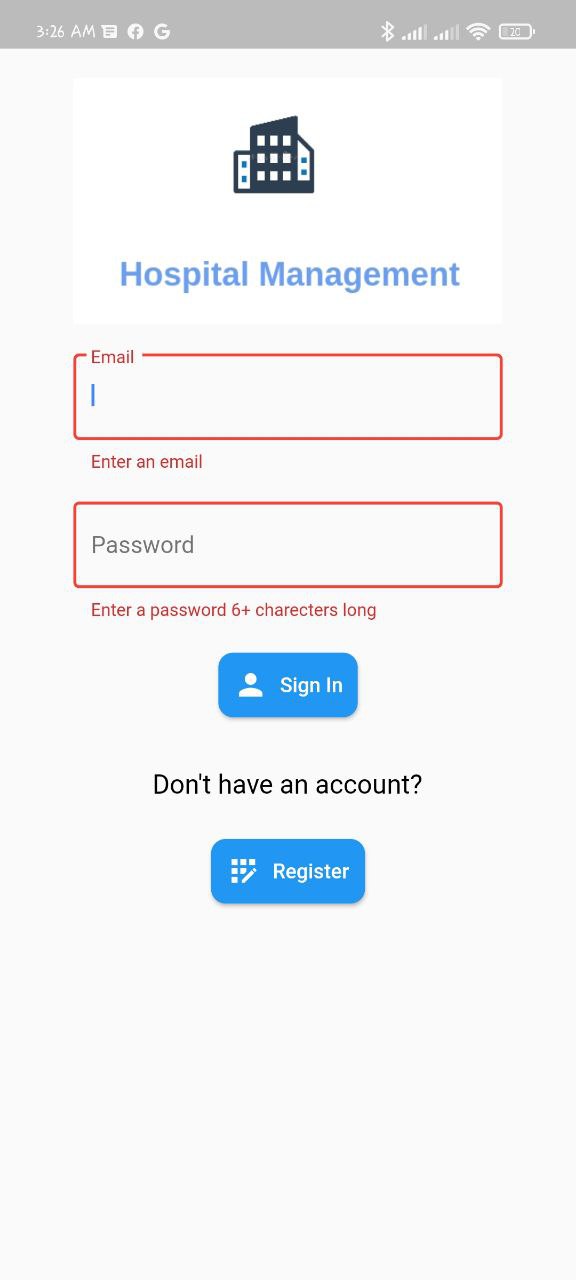 3:26 AM G 20
Hospital Management
Email
Enter an email
Password
Enter a password 6+ charecters long
Sign In
Don't have an account?
Register